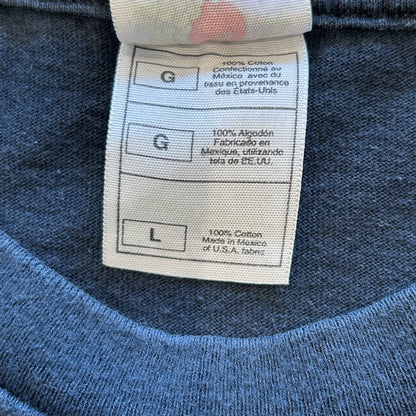 G
100% Coton
Confectionné au
México avec du
tissu en provenance
des États-Unis
G
100% Algodón
Fabricado en
Mexique, utilizando
tela de EE.UU.
L
100% Cotton
Made in Mexico
of U.S.A. fabric